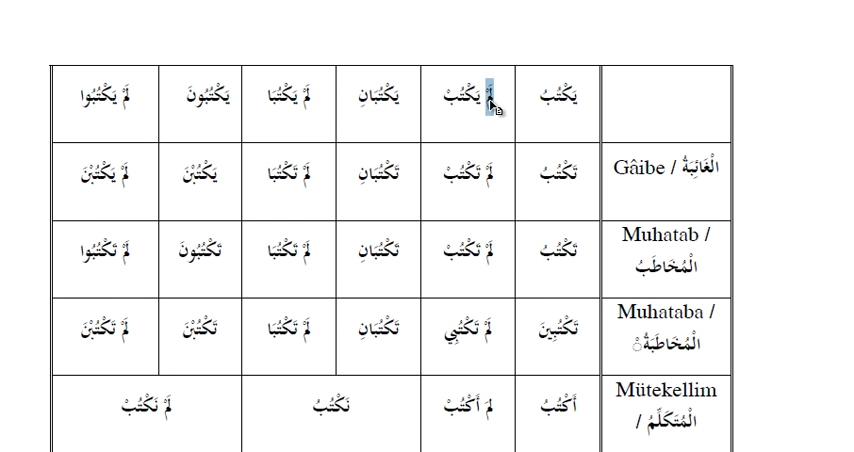 يَكْتُبُ لَمْ يَكْتُبْ يَكْتُبَانِ لَمْ يَكْتُبَا يَكْتُبُونَ لَمْ يَكْتُبُوا
Gâibe / الْغَائِبَةُ تَكْتُبُ لَمْ تَكْتُبْ تَكْتُبَانِ لَمْ تَكْتُبَا يَكْتُبْنَ لَمْ يَكْتُبْنَ
Muhatab /
الْمُخَاطَبُ تَكْتُبُ لَمْ تَكْتُبْ تَكْتُبَانِ لَمْ تَكْتُبَا تَكْتُبُونَ لَمْ تَكْتُبُوا
Muhataba /
الْمُخَاطَبَةُْ تَكْتُبِينَ لَمْ تَكْتُبِي تَكْتُبَانِ لَمْ تَكْتُبَا تَكْتُبْنَ لَمْ تَكْتُبْنَ
Mütekellim
الْمُتَكَلِّمُ / أَكْتُبُ لَمَ أَكْتُبْ نَكْتُبُ لَمْ نَكْتُبْ